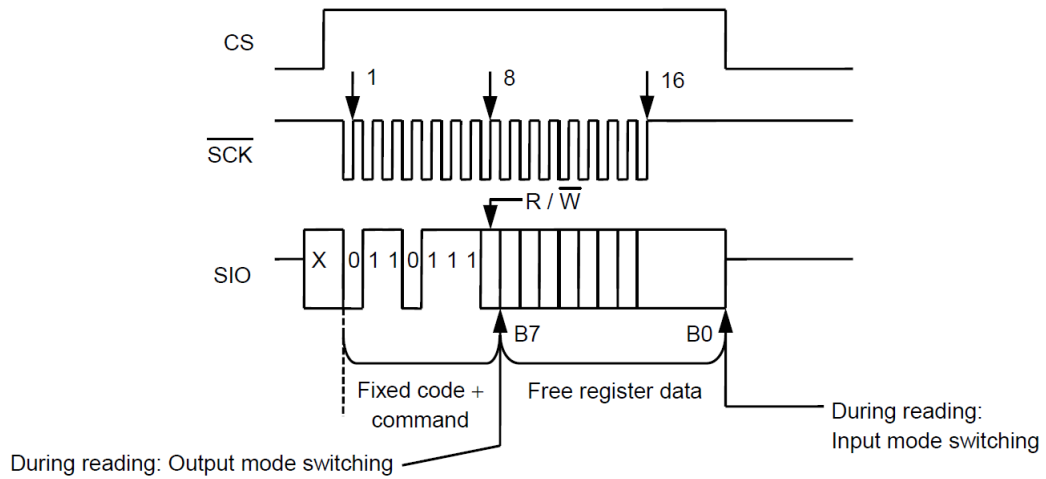 CS
1
8
16
SCK
R / W
SIO
X
0 1 1 0 1 1 1
B7
B0
Fixed code +
command
Free register data
During reading:
Input mode switching
During reading: Output mode switching